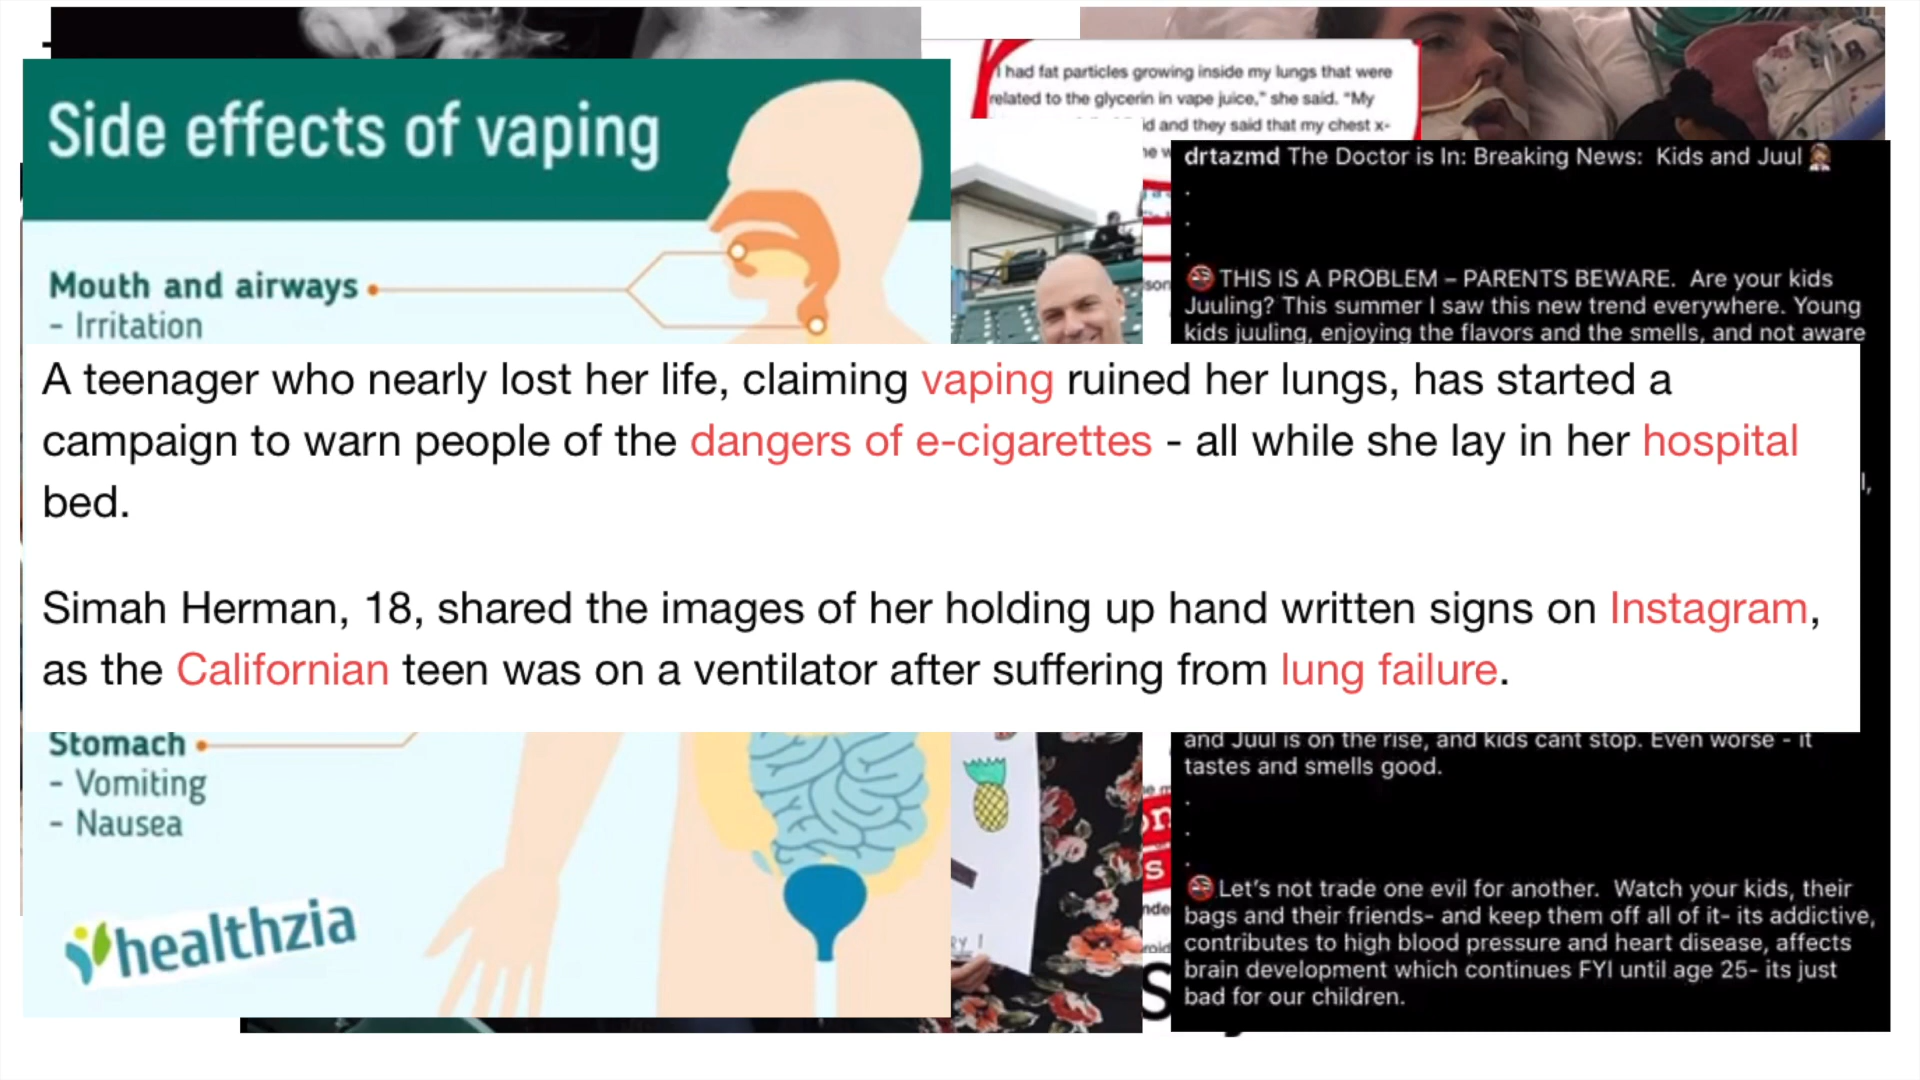 Side effects of vaping
Mouth and airways
- Irritation
I had fat particles growing inside my lungs that were
related to the glycerin in vape juice," she said. "My
and they said that my chest x-
drtazmd The Doctor is In: Breaking News: Kids and Juul
.
.
.
THIS IS A PROBLEM – PARENTS BEWARE. Are your kids
Juuling? This summer I saw this new trend everywhere. Young
kids juuling, enjoying the flavors and the smells, and not aware
A teenager who nearly lost her life, claiming vaping ruined her lungs, has started a
campaign to warn people of the dangers of e-cigarettes - all while she lay in her hospital
bed.
Simah Herman, 18, shared the images of her holding up hand written signs on Instagram,
as the Californian teen was on a ventilator after suffering from lung failure.
Stomach
- Vomiting
- Nausea
healthzia
and Juul is on the rise, and kids cant stop. Even worse - it
tastes and smells good.
.
.
.
Let's not trade one evil for another. Watch your kids, their
bags and their friends- and keep them off all of it- its addictive,
contributes to high blood pressure and heart disease, affects
brain development which continues FYI until age 25- its just
bad for our children.